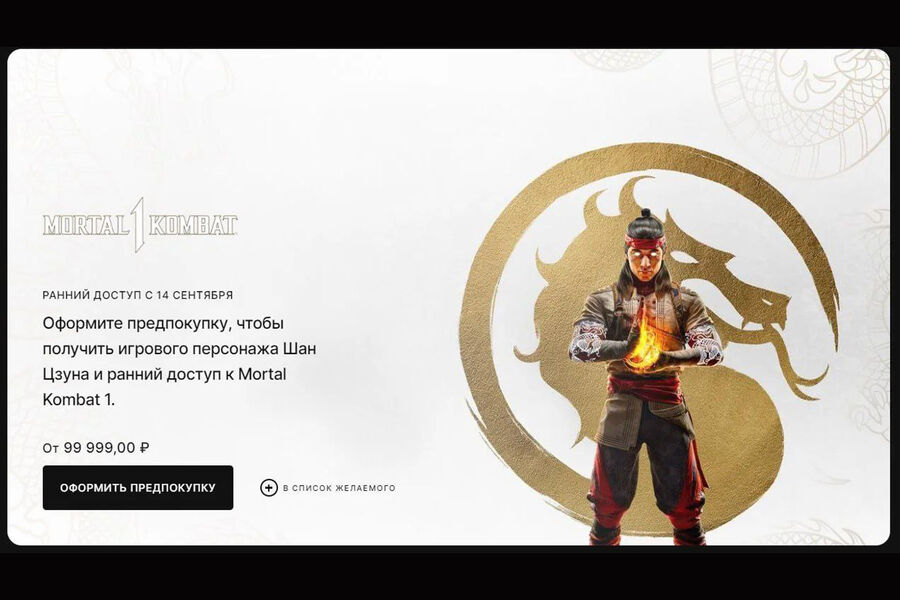 MORTAL 1 KOMBAT
РАННИЙ ДОСТУП С 14 СЕНТЯБРЯ
Оформите предпокупку, чтобы
получить игрового персонажа Шан
Цзуна и ранний доступ к Mortal
Kombat 1.
От 99 999,00 ₽
ОФОРМИТЬ ПРЕДПОКУПКУ
В СПИСОК ЖЕЛАЕМОГО